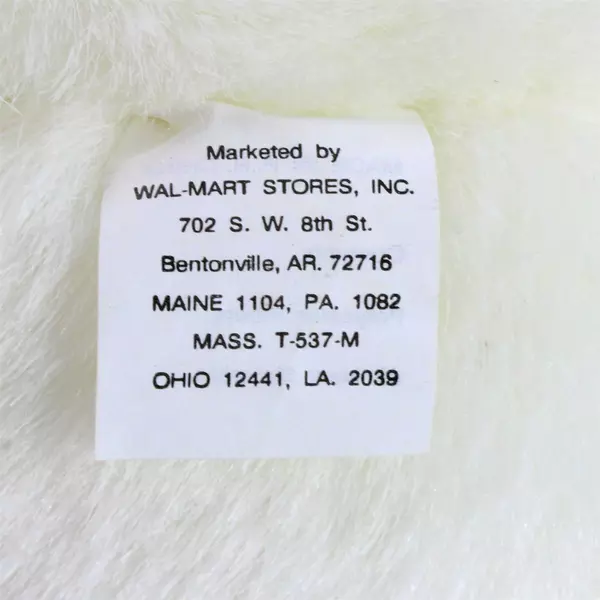 Marketed by
WAL-MART STORES, INC.
702 S. W. 8th St.
Bentonville, AR. 72716
MAINE 1104, PA. 1082
MASS. T-537-M
OHIO 12441, LA. 2039